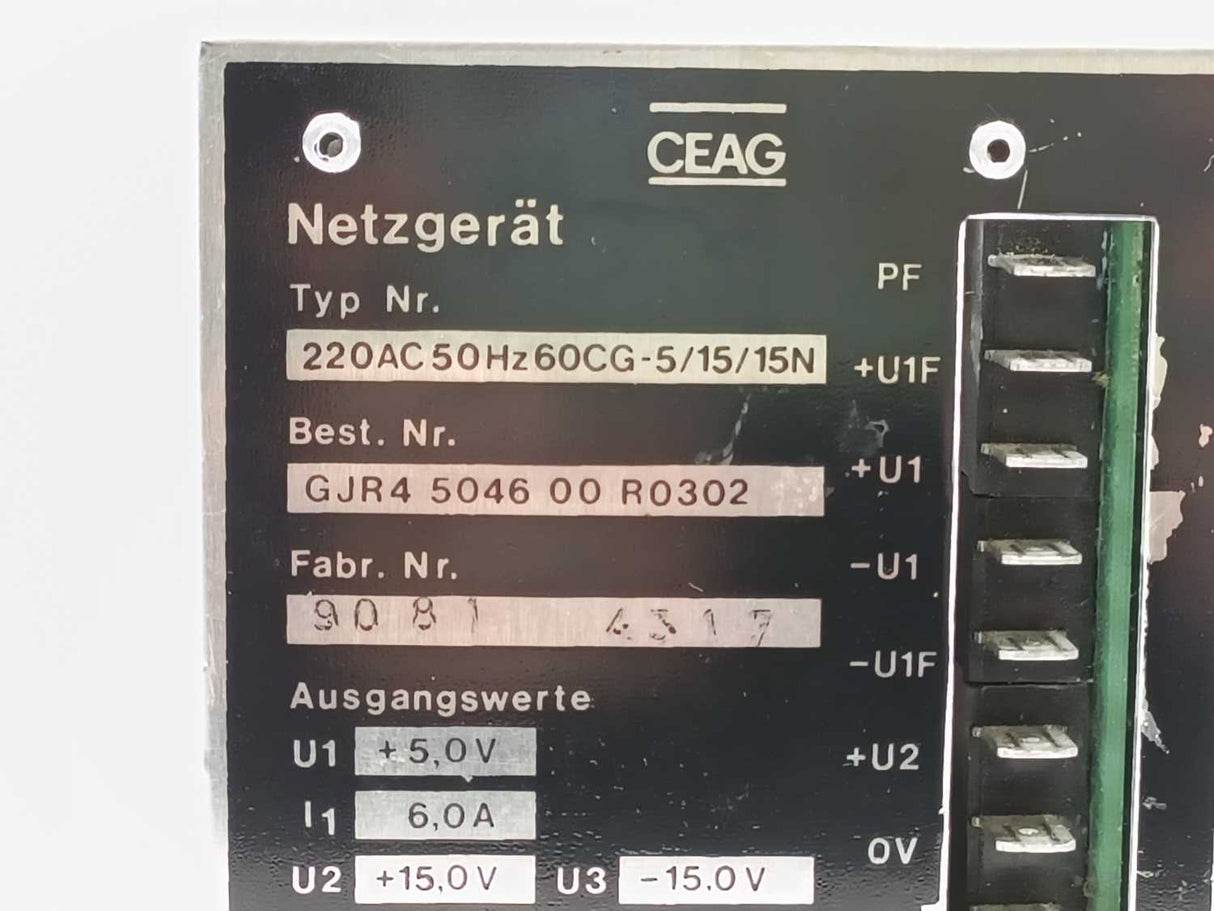 CEAG
Netzgerät
Typ Nr.
220AC50Hz60CG-5/15/15N
Best. Nr.
GJR4 5046 00 R0302
Fabr. Nr.
9081 4317
Ausgangswerte
U1 +5,0V
I1 6,0A
U2 +15,0V U3 -15.0V
PF
+U1F
+U1
-U1
-U1F
+U2
0V